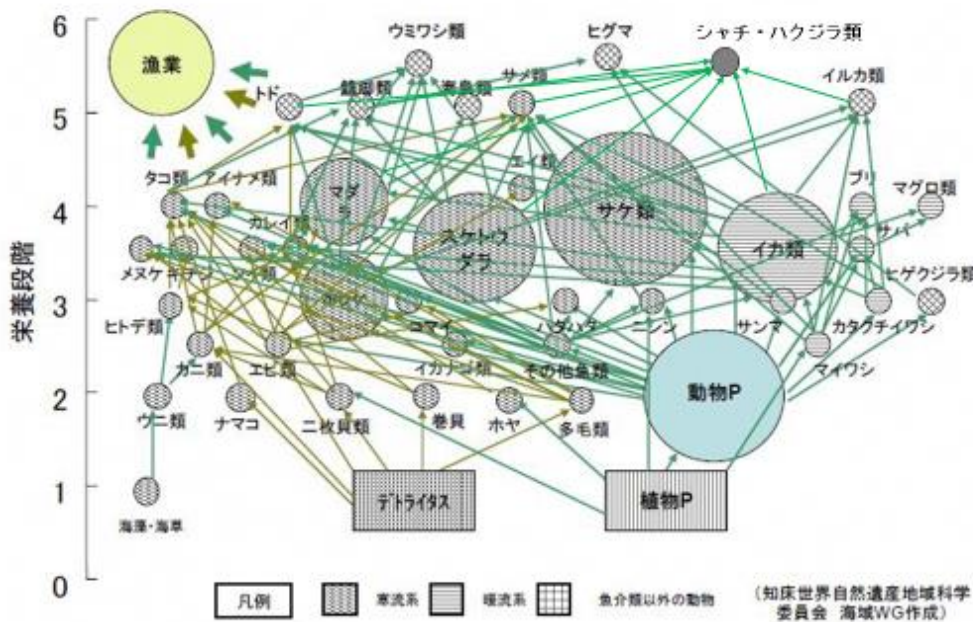 6
5
4
3
2
1
0
栄養段階
漁業
ウミワシ類
ヒグマ
シャチ・ハクジラ類
トド
鰭脚類
海鳥類
サメ類
イルカ類
タコ類
アイナメ類
マダラ
エイ類
サケ類
ブリ
マグロ類
カレイ類
スケトウダラ
イカ類
サバ
メヌケ
ヒゲクジラ類
ヒトデ類
コマイ
ハタハタ
ニシン
サンマ
カタクチイワシ
カニ類
エビ類
イカナゴ類
その他魚類
マイワシ
動物P
ウニ類
ナマコ
二枚貝類
巻貝
ホヤ
多毛類
デトライタス
植物P
海藻・海草
凡例
寒流系
暖流系
魚介類以外の動物
(知床世界自然遺産地域科学
委員会 海域WG作成)